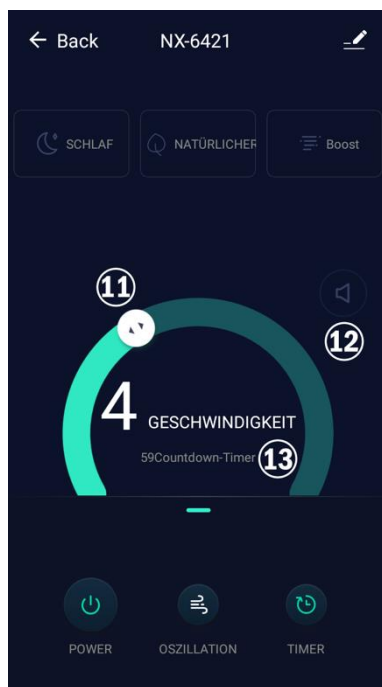 Back NX-6421
SCHLAF NATÜRLICHER Boost
11
12
4 GESCHWINDIGKEIT
59Countdown-Timer 13
POWER OSZILLATION TIMER